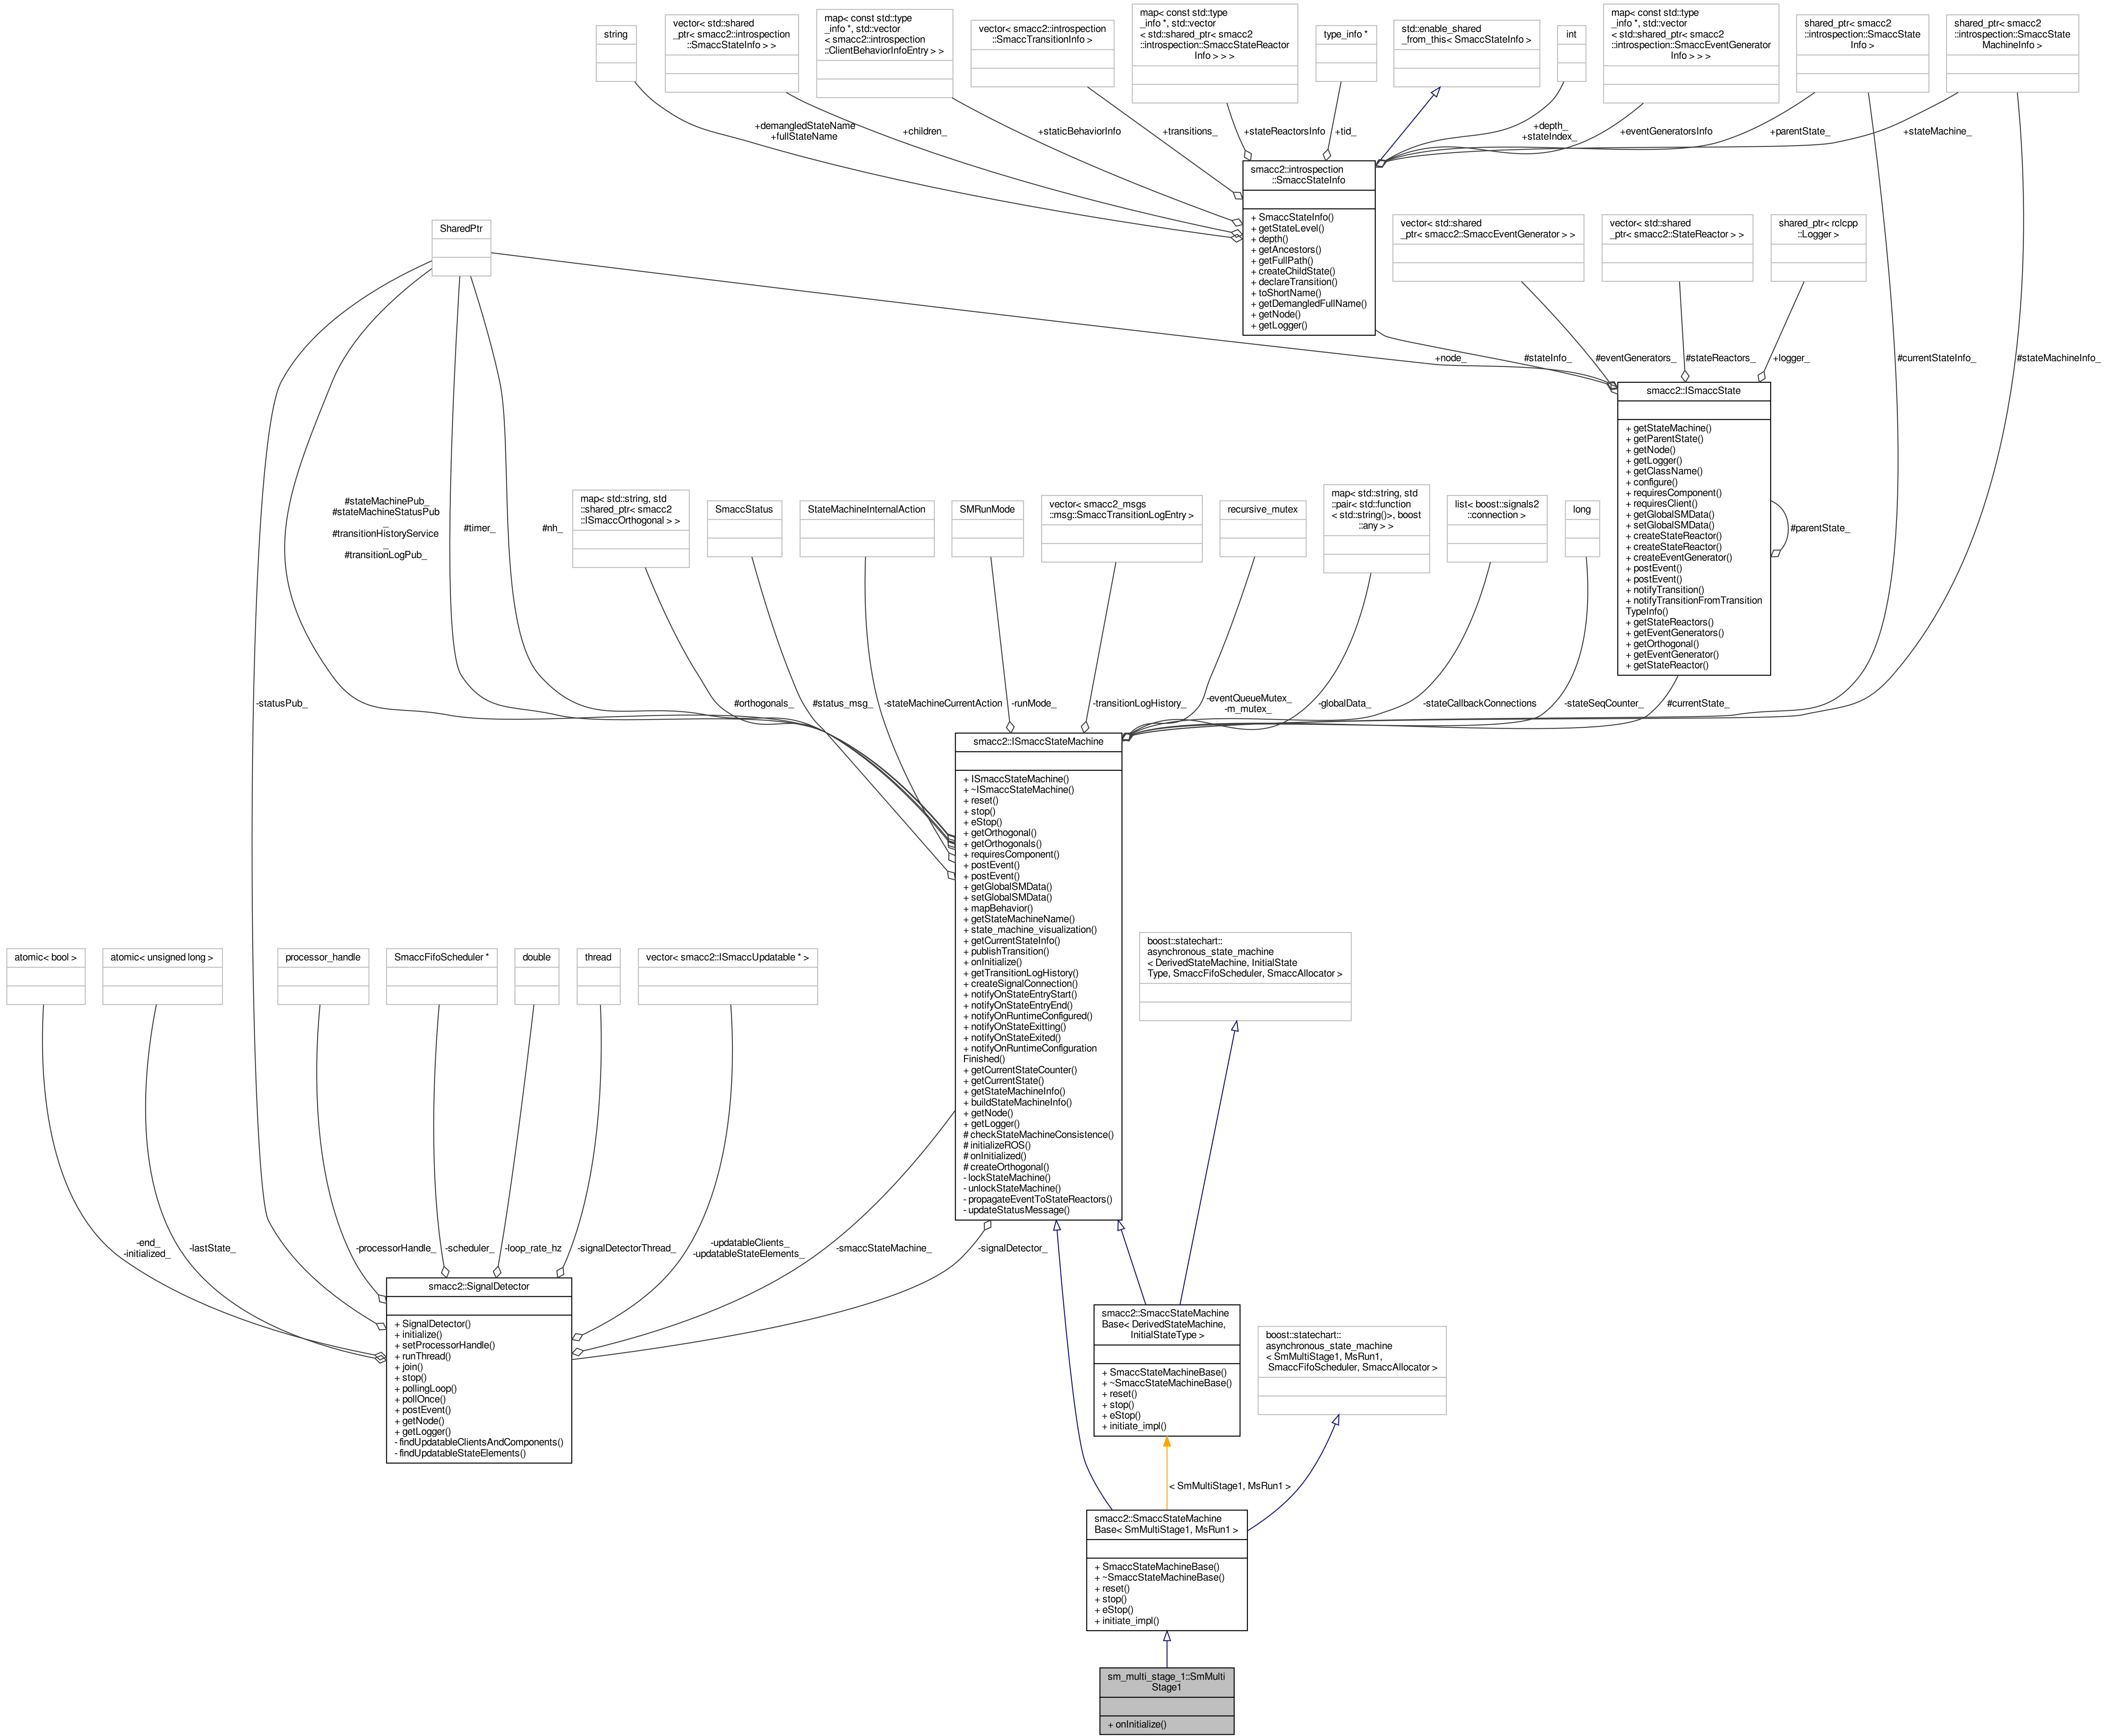 string
vector< std::shared
_ptr< smacc2::introspection
::SmaccStateInfo > >
map< const std::type
_info *, std::vector
< smacc2::introspection
::ClientBehaviorInfoEntry > >
vector< smacc2::introspection
::SmaccTransitionInfo >
map< const std::type
_info *, std::vector
< std::shared_ptr< smacc2
::introspection::SmaccStateReactor
Info > > >
type_info *
std::enable_shared
_from_this< SmaccStateInfo >
int
map< const std::type
_info *, std::vector
< std::shared_ptr< smacc2
::introspection::SmaccEventGenerator
Info > > >
shared_ptr< smacc2
::introspection::SmaccState
Info >
shared_ptr< smacc2
::introspection::SmaccState
MachineInfo >
+demangledStateName
+fullStateName
+children_
+staticBehaviorInfo
+transitions_
+stateReactorsInfo
+tid_
+depth_
+stateIndex_
+eventGeneratorsInfo
+parentState_
+stateMachine_
smacc2::introspection
::SmaccStateInfo
+ SmaccStateInfo()
+ getStateLevel()
+ depth()
+ getAncestors()
+ getFullPath()
+ createChildState()
+ declareTransition()
+ toShortName()
+ getDemangledFullName()
+ getNode()
+ getLogger()
SharedPtr
vector< std::shared
_ptr< smacc2::SmaccEventGenerator > >
vector< std::shared
_ptr< smacc2::StateReactor > >
shared_ptr< rclcpp
::Logger >
+node_
#stateInfo_
#eventGenerators_
#stateReactors_
+logger_
#currentStateInfo_
#stateMachineInfo_
smacc2::ISmaccState
+ getStateMachine()
+ getParentState()
+ getNode()
+ getLogger()
+ getClassName()
+ configure()
+ requiresComponent()
+ requiresClient()
+ getGlobalSMData()
+ setGlobalSMData()
+ createStateReactor()
+ createStateReactor()
+ createEventGenerator()
+ postEvent()
+ postEvent()
+ notifyTransition()
+ notifyTransitionFromTransition
TypeInfo()
+ getStateReactors()
+ getEventGenerators()
+ getOrthogonal()
+ getEventGenerator()
+ getStateReactor()
#parentState_
#stateMachinePub_
#stateMachineStatusPub
_
#transitionHistoryService
_
#transitionLogPub_
#timer_
#nh_
map< std::string, std
::shared_ptr< smacc2
::ISmaccOrthogonal > >
SmaccStatus
StateMachineInternalAction
SMRunMode
vector< smacc2_msgs
::msg::SmaccTransitionLogEntry >
recursive_mutex
map< std::string, std
::pair< std::function
< std::string()>, boost
::any > >
list< boost::signals2
::connection >
long
-statusPub_
#orthogonals_
#status_msg_
-stateMachineCurrentAction
-runMode_
-transitionLogHistory_
-eventQueueMutex_
-m_mutex_
-globalData_
-stateCallbackConnections
-stateSeqCounter_
#currentState_
smacc2::ISmaccStateMachine
+ ISmaccStateMachine()
+ ~ISmaccStateMachine()
+ reset()
+ stop()
+ eStop()
+ getOrthogonal()
+ getOrthogonals()
+ requiresComponent()
+ postEvent()
+ postEvent()
+ getGlobalSMData()
+ setGlobalSMData()
+ mapBehavior()
+ getStateMachineName()
+ state_machine_visualization()
+ getCurrentStateInfo()
+ publishTransition()
+ onInitialize()
+ getTransitionLogHistory()
+ createSignalConnection()
+ notifyOnStateEntryStart()
+ notifyOnStateEntryEnd()
+ notifyOnRuntimeConfigured()
+ notifyOnStateExitting()
+ notifyOnStateExited()
+ notifyOnRuntimeConfiguration
Finished()
+ getCurrentStateCounter()
+ getCurrentState()
+ getStateMachineInfo()
+ buildStateMachineInfo()
+ getNode()
+ getLogger()
# checkStateMachineConsistence()
# initializeROS()
# onInitialized()
# createOrthogonal()
- lockStateMachine()
- unlockStateMachine()
- propagateEventToStateReactors()
- updateStatusMessage()
atomic< bool >
atomic< unsigned long >
processor_handle
SmaccFifoScheduler *
double
thread
vector< smacc2::ISmaccUpdatable * >
boost::statechart::
asynchronous_state_machine
< DerivedStateMachine, InitialState
Type, SmaccFifoScheduler, SmaccAllocator >
-end_
-initialized_
-lastState_
-processorHandle_
-scheduler_
-loop_rate_hz
-signalDetectorThread_
-updatableClients_
-updatableStateElements_
-smaccStateMachine_
-signalDetector_
smacc2::SignalDetector
+ SignalDetector()
+ initialize()
+ setProcessorHandle()
+ runThread()
+ join()
+ stop()
+ pollingLoop()
+ pollOnce()
+ postEvent()
+ getNode()
+ getLogger()
- findUpdatableClientsAndComponents()
- findUpdatableStateElements()
smacc2::SmaccStateMachine
Base< DerivedStateMachine,
InitialStateType >
+ SmaccStateMachineBase()
+ ~SmaccStateMachineBase()
+ reset()
+ stop()
+ eStop()
+ initiate_impl()
boost::statechart::
asynchronous_state_machine
< SmMultiStage1, MsRun1,
SmaccFifoScheduler, SmaccAllocator >
< SmMultiStage1, MsRun1 >
smacc2::SmaccStateMachine
Base< SmMultiStage1, MsRun1 >
+ SmaccStateMachineBase()
+ ~SmaccStateMachineBase()
+ reset()
+ stop()
+ eStop()
+ initiate_impl()
sm_multi_stage_1::SmMulti
Stage1
+ onInitialize()